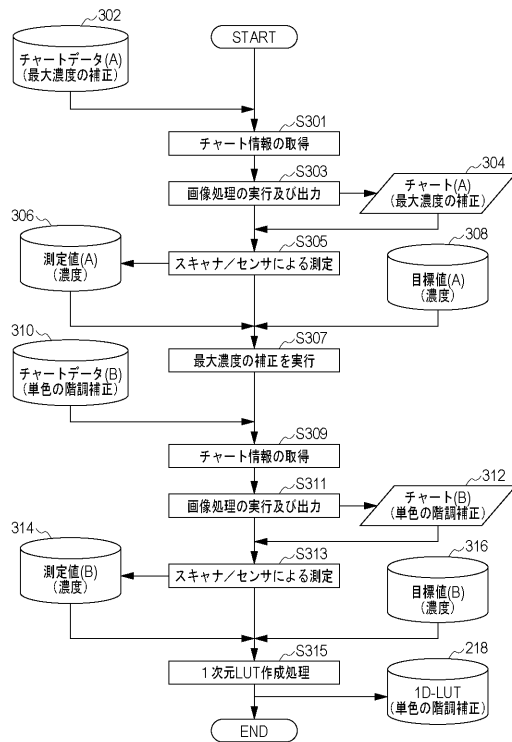 302
START
チャートデータ(A)
(最大濃度の補正)
S301
チャート情報の取得
S303
304
画像処理の実行及び出力
チャート(A)
(最大濃度の補正)
306
S305
308
測定値(A)
(濃度)
スキャナ／センサによる測定
目標値(A)
(濃度)
310
S307
チャートデータ(B)
(単色の階調補正)
最大濃度の補正を実行
S309
チャート情報の取得
S311
312
画像処理の実行及び出力
チャート(B)
(単色の階調補正)
314
S313
316
測定値(B)
(濃度)
スキャナ／センサによる測定
目標値(B)
(濃度)
S315
218
１次元LUT作成処理
1D-LUT
(単色の階調補正)
END